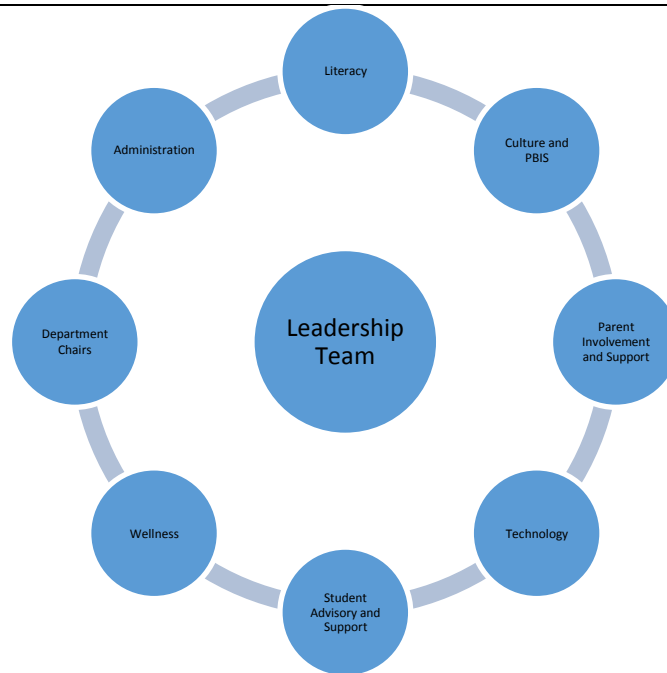 Literacy
Administration
Culture and
PBIS
Leadership
Team
Department
Chairs
Parent
Involvement
and Support
Wellness
Technology
Student
Advisory and
Support